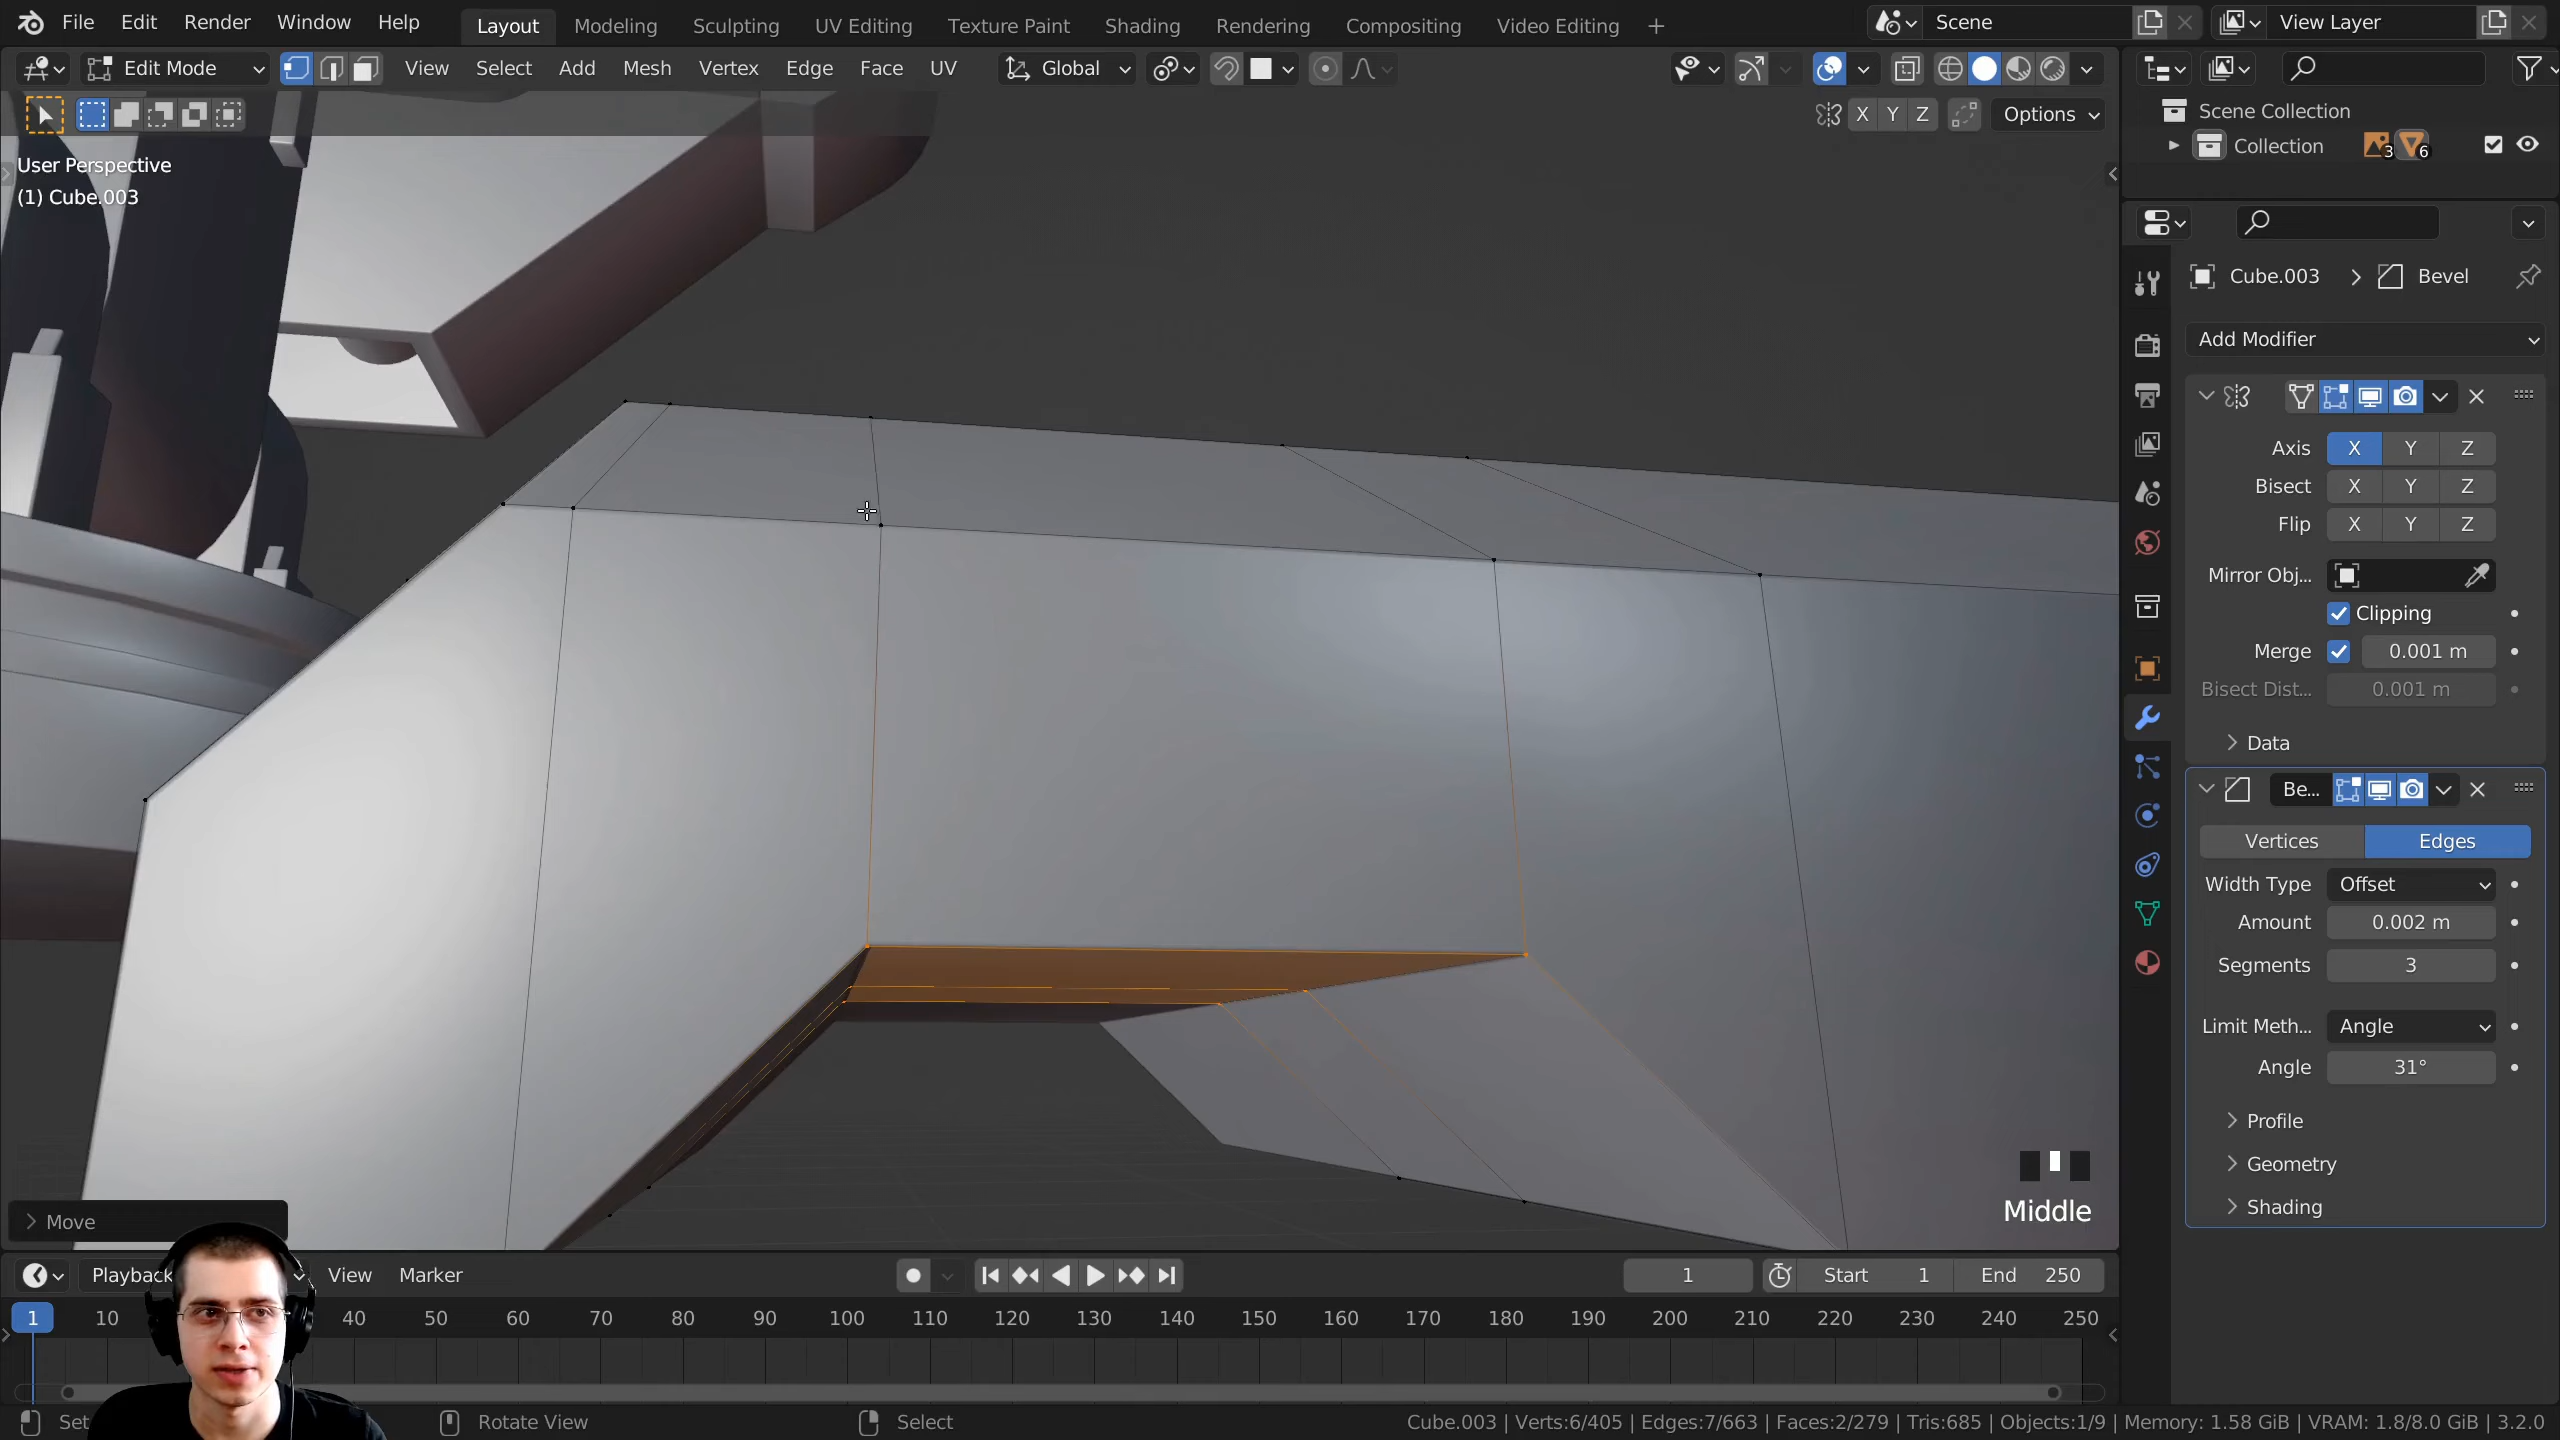 File Edit Render Window Help Layout Modeling Sculpting UV Editing Texture Paint Shading Rendering Compositing Video Editing + Scene View Layer
Edit Mode View Select Add Mesh Vertex Edge Face UV Global
X Y Z Options
User Perspective
(1) Cube.003
Scene Collection
Collection 3 6
Cube.003 > Bevel
Add Modifier
Axis X Y Z
Bisect X Y Z
Flip X Y Z
Mirror Obj...
Clipping
Merge 0.001 m
Bisect Dist... 0.001 m
Data
Be...
Vertices Edges
Width Type Offset
Amount 0.002 m
Segments 3
Limit Meth... Angle
Angle 31°
Profile
Geometry
Shading
Middle
Move
Playback View Marker 1 Start 1 End 250
1 10 40 50 60 70 80 90 100 110 120 130 140 150 160 170 180 190 200 210 220 230 240 250
Set Rotate View Select Cube.003 | Verts:6/405 | Edges:7/663 | Faces:2/279 | Tris:685 | Objects:1/9 | Memory: 1.58 GiB | VRAM: 1.8/8.0 GiB | 3.2.0